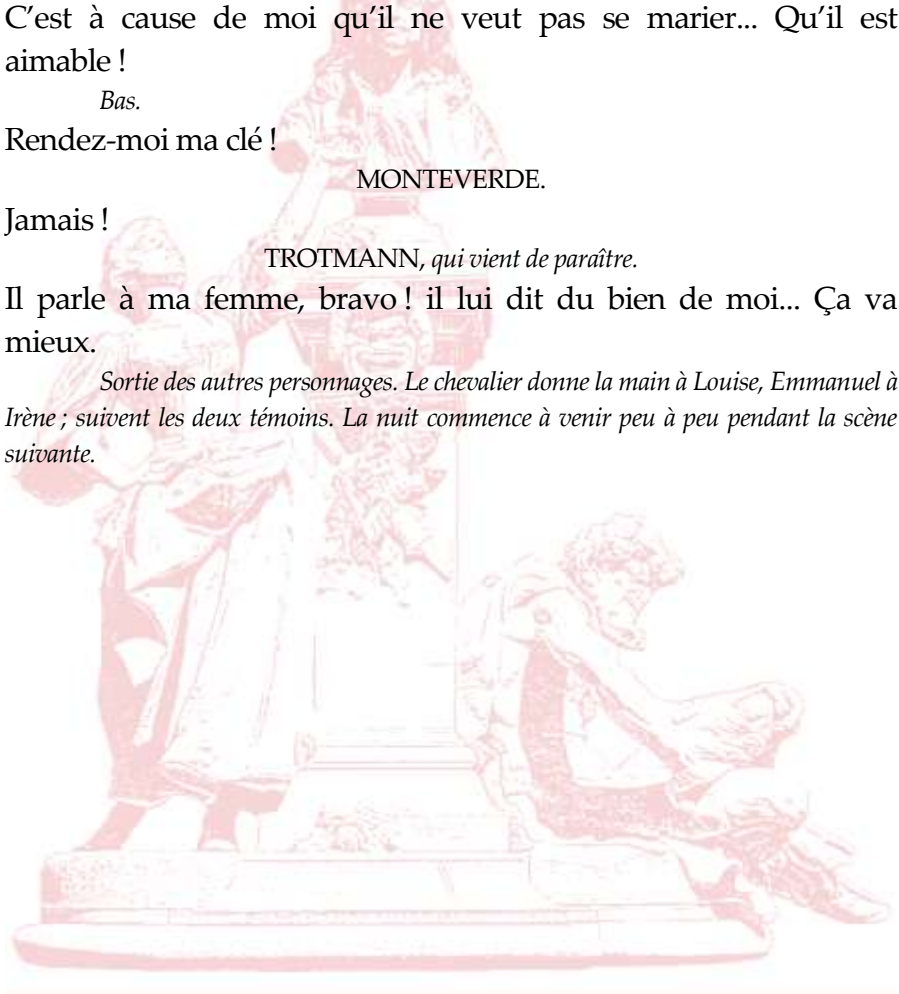 C’est à cause de moi qu’il ne veut pas se marier... Qu’il est
aimable !
Bas.
Rendez-moi ma clé !
MONTEVERDE.
Jamais !
TROTMANN, qui vient de paraître.
Il parle à ma femme, bravo ! il lui dit du bien de moi... Ça va
mieux.
Sortie des autres personnages. Le chevalier donne la main à Louise, Emmanuel à
Irène ; suivent les deux témoins. La nuit commence à venir peu à peu pendant la scène
suivante.